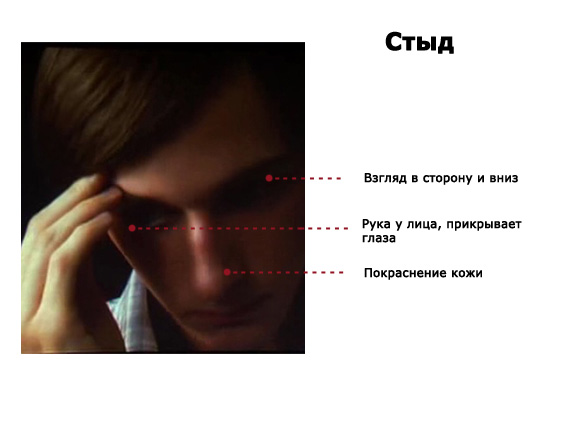 Стыд
Взгляд в сторону и вниз
Рука у лица, прикрывает
глаза
Покраснение кожи